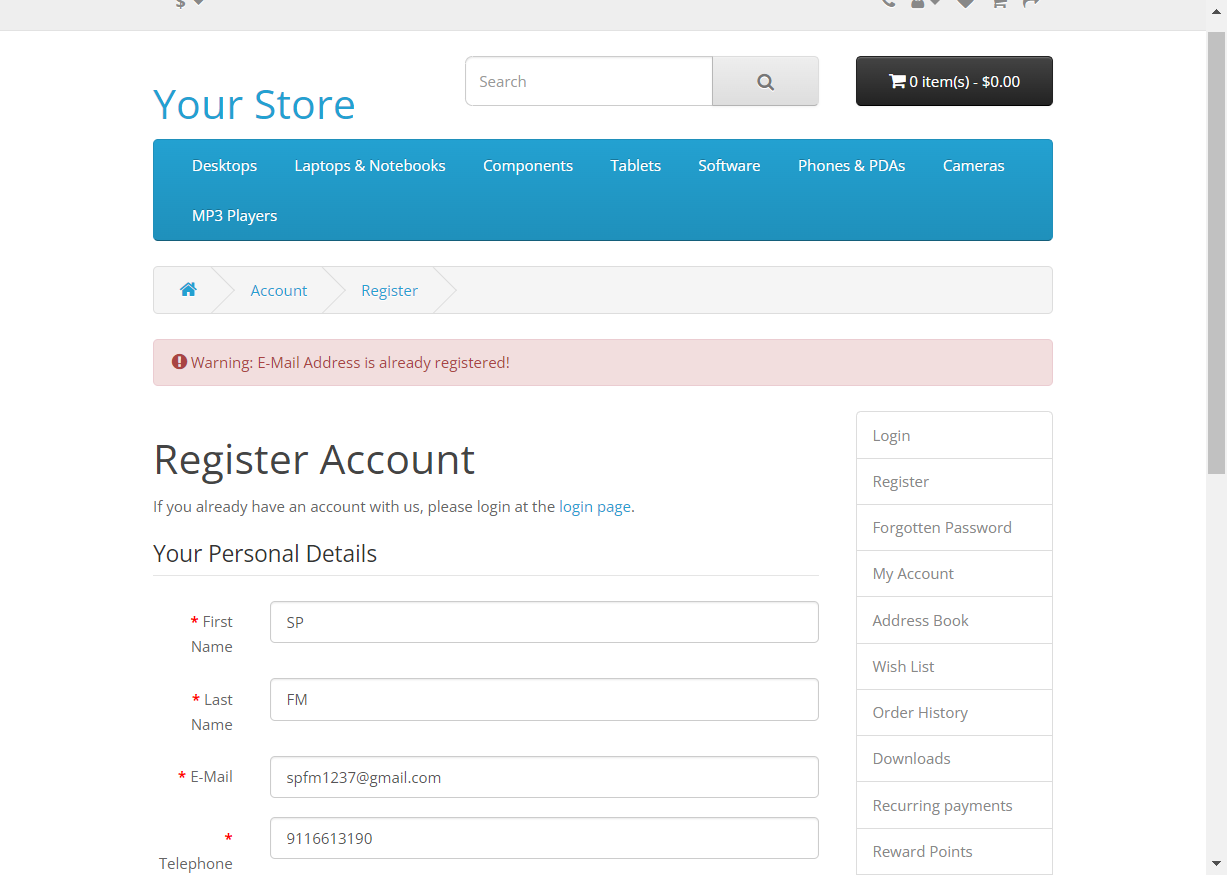 $
Search
0 item(s) - $0.00
Your Store
Desktops
Laptops & Notebooks
Components
Tablets
Software
Phones & PDAs
Cameras
MP3 Players
Account
Register
Warning: E-Mail Address is already registered!
Register Account
If you already have an account with us, please login at the login page.
Your Personal Details
* First
Name
SP
* Last
Name
FM
* E-Mail
spfm1237@gmail.com
*
Telephone
9116613190
Login
Register
Forgotten Password
My Account
Address Book
Wish List
Order History
Downloads
Recurring payments
Reward Points